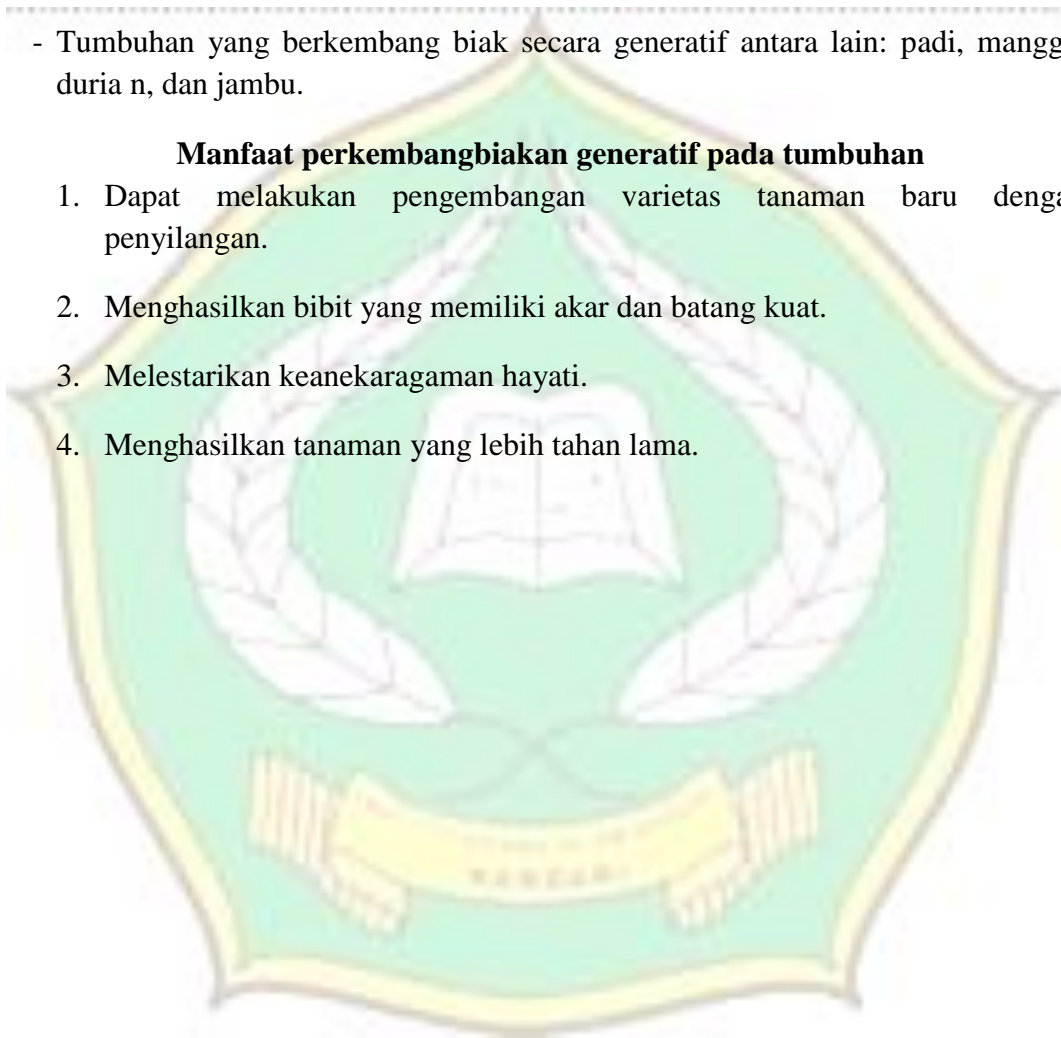 - Tumbuhan yang berkembang biak secara generatif antara lain: padi, mangg
duria n, dan jambu.
Manfaat perkembangbiakan generatif pada tumbuhan
1. Dapat melakukan pengembangan varietas tanaman baru denga
penyilangan.
2. Menghasilkan bibit yang memiliki akar dan batang kuat.
3. Melestarikan keanekaragaman hayati.
4. Menghasilkan tanaman yang lebih tahan lama.
KENDARI